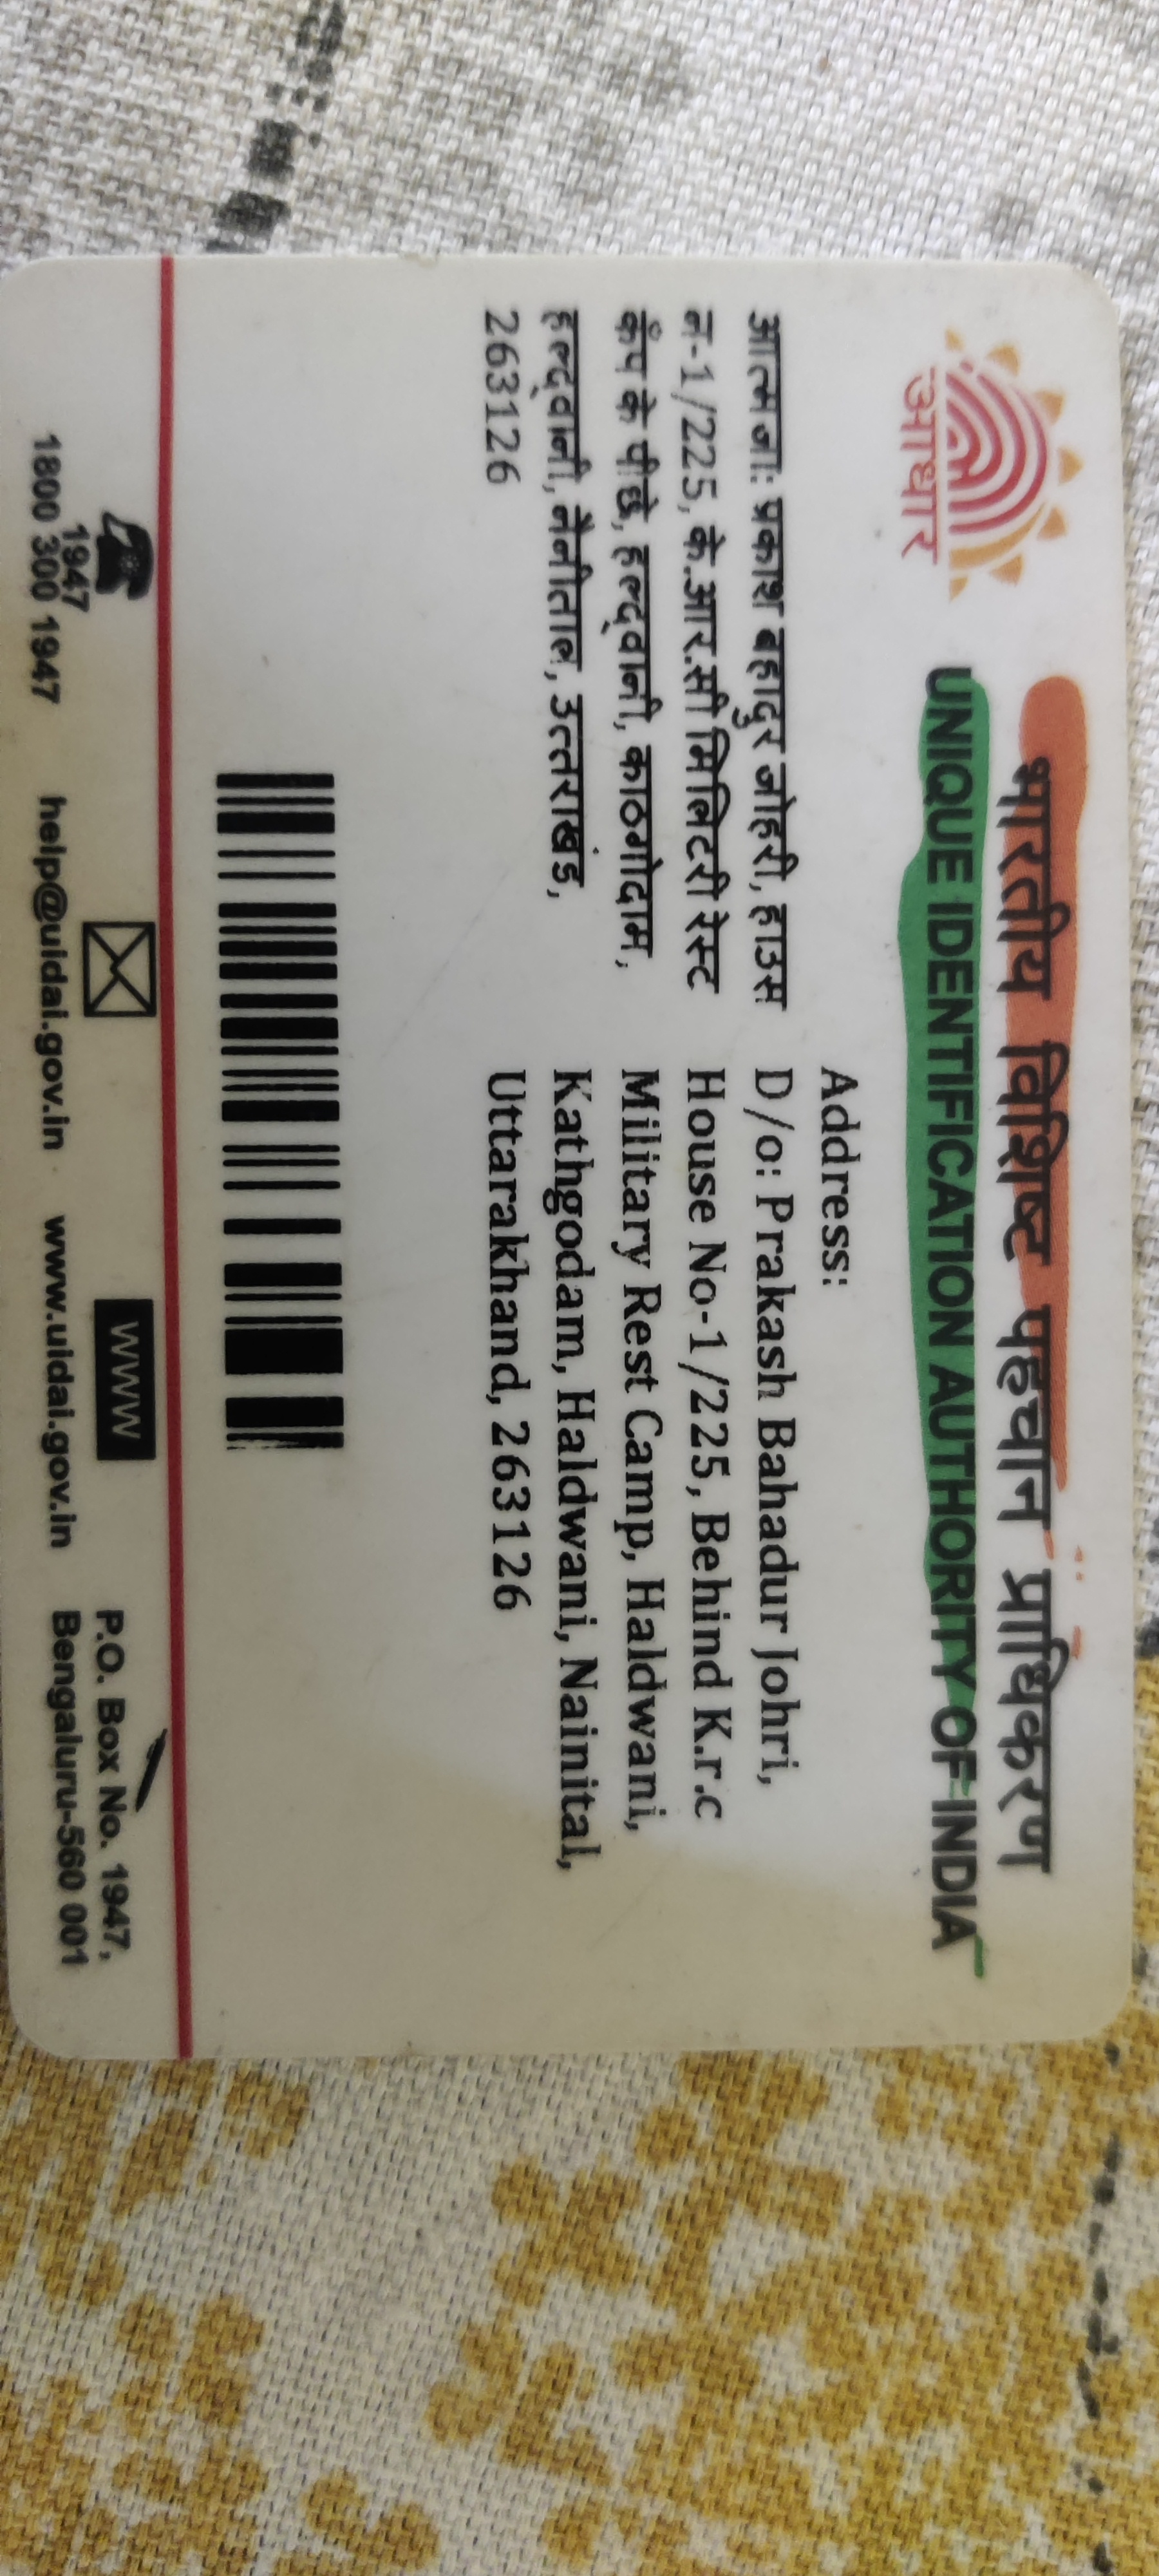 भारतीय विशिष्ट पहचान प्राधिकरण
UNIQUE IDENTIFICATION AUTHORITY OF INDIA
आधार
आत्मजा: प्रकाश बहादुर जोहरी, हाउस
न-1/225, के.आर.सी मिलिटरी रेस्ट
कँप के पीछे, हल्द्वानी, काठगोदाम,
हल्द्वानी, नैनीताल, उत्तराखंड,
263126
Address:
D/o: Prakash Bahadur Johri,
House No-1/225, Behind K.r.c
Military Rest Camp, Haldwani,
Kathgodam, Haldwani, Nainital,
Uttarakhand, 263126
1947
1800 300 1947
help@uidai.gov.in
WWW
www.uidai.gov.in
P.O. Box No. 1947,
Bengaluru-560 001